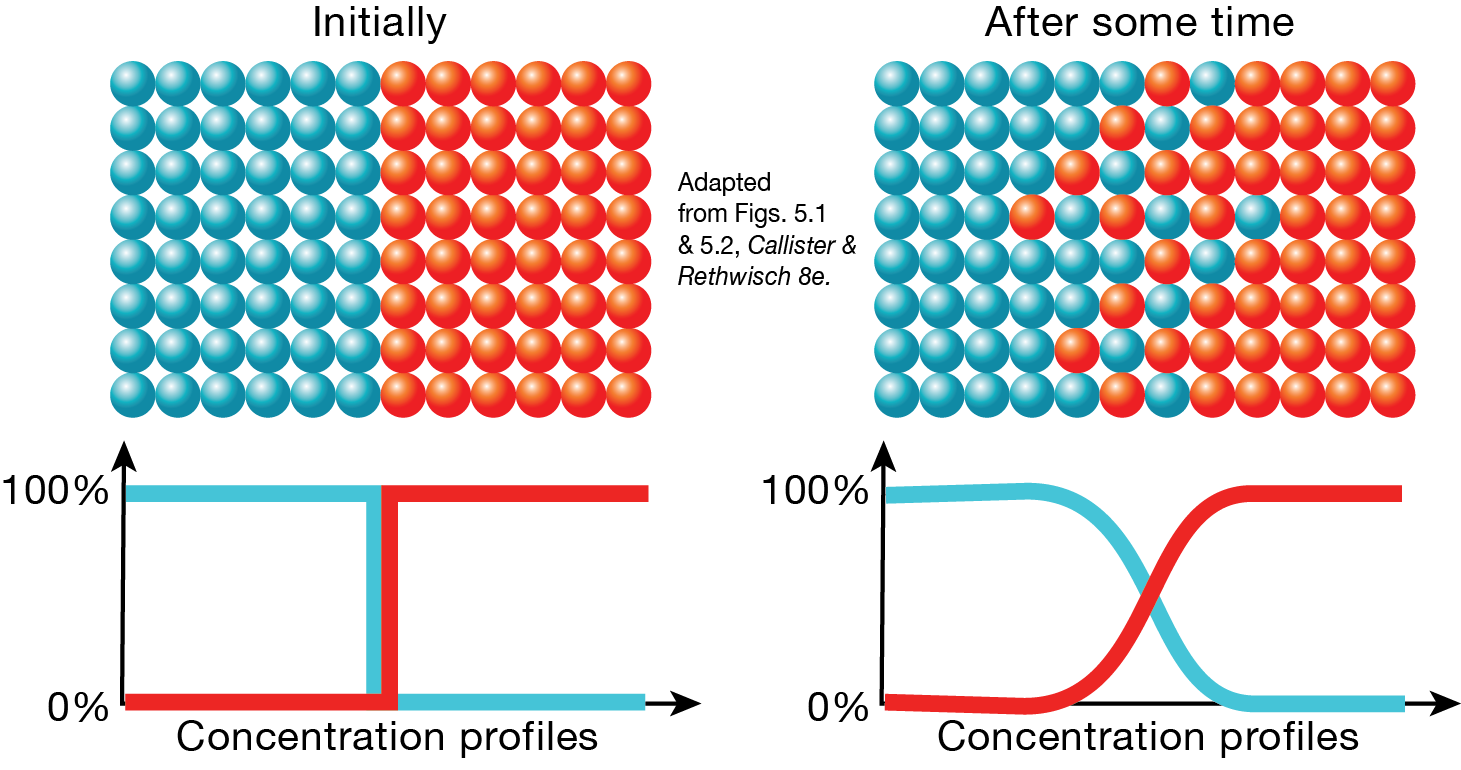 Initially
After some time
Adapted
from Figs. 5.1
& 5.2, Callister &
Rethwisch 8e.
100%
0%
Concentration profiles
100%
0%
Concentration profiles